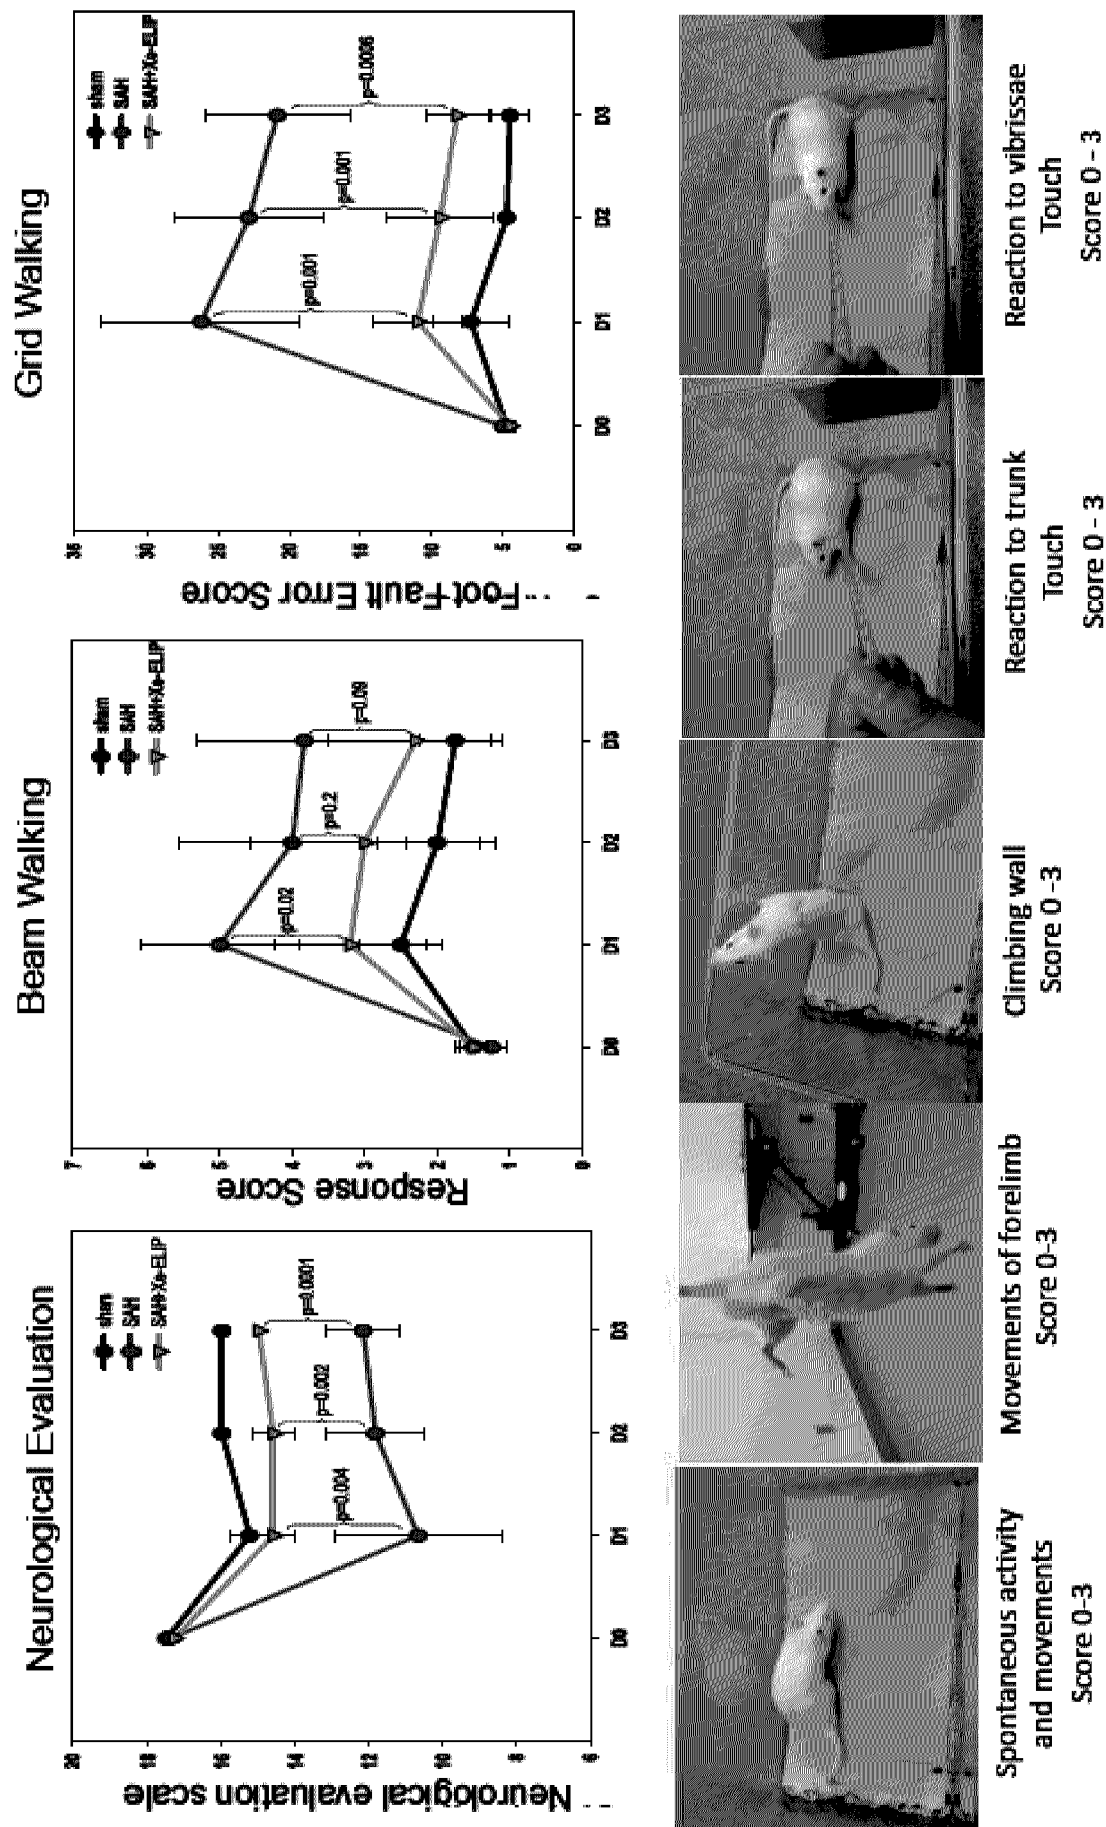 Neurological Evaluation
Neurological evaluation scale
20
18
16
14
12
10
8
6
D0
D1
D2
D3
sham
SAH
SAH+Xe-ELIP
p=0.004
p=0.002
p=0.0001
Beam Walking
Response Score
7
6
5
4
3
2
1
0
D0
D1
D2
D3
sham
SAH
SAH+Xe-ELIP
p=0.02
p=0.2
p=0.09
Grid Walking
Foot Fault Error Score
35
30
25
20
15
10
5
0
D0
D1
D2
D3
sham
SAH
SAH+Xe-ELIP
p=0.001
p=0.001
p=0.0006
Spontaneous activity
and movements
Score 0-3
Movements of forelimb
Score 0-3
Climbing wall
Score 0 -3
Reaction to trunk
Touch
Score 0 - 3
Reaction to vibrissae
Touch
Score 0 - 3